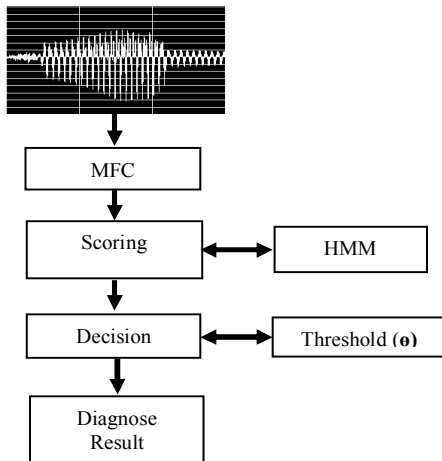 MFC
Scoring
HMM
Decision
Threshold (ө)
Diagnose
Result